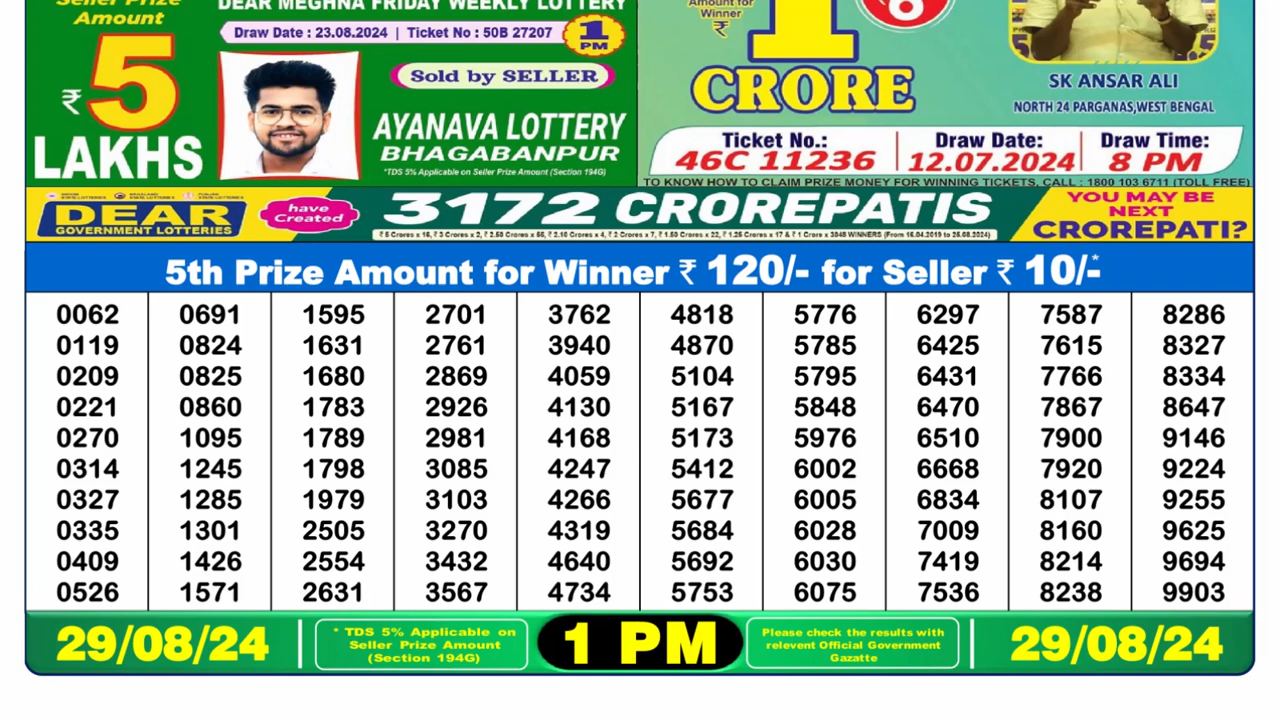 Seller Prize
Amount
₹ 5
LAKHS
DEAR MEGHNA FRIDAY WEEKLY LOTTERY
Draw Date : 23.08.2024 | Ticket No : 50B 27207
1
PM
Sold by SELLER
AYANAVA LOTTERY
BHAGABANPUR
*TDS 5% Applicable on Seller Prize Amount (Section 194G)
Amount for
Winner
₹
1
CRORE
SK ANSAR ALI
NORTH 24 PARGANAS,WEST BENGAL
Ticket No.: Draw Date: Draw Time:
46C 11236 12.07.2024 8 PM
TO KNOW HOW TO CLAIM PRIZE MONEY FOR WINNING TICKETS, CALL : 1800 103 6711 (TOLL FREE)
DEAR
GOVERNMENT LOTTERIES
have
Created
3172 CROREPATIS
YOU MAY BE
NEXT
CROREPATI?
5th Prize Amount for Winner ₹ 120/- for Seller ₹ 10/-*
0062 0691 1595 2701 3762 4818 5776 6297 7587 8286
0119 0824 1631 2761 3940 4870 5785 6425 7615 8327
0209 0825 1680 2869 4059 5104 5795 6431 7766 8334
0221 0860 1783 2926 4130 5167 5848 6470 7867 8647
0270 1095 1789 2981 4168 5173 5976 6510 7900 9146
0314 1245 1798 3085 4247 5412 6002 6668 7920 9224
0327 1285 1979 3103 4266 5677 6005 6834 8107 9255
0335 1301 2505 3270 4319 5684 6028 7009 8160 9625
0409 1426 2554 3432 4640 5692 6030 7419 8214 9694
0526 1571 2631 3567 4734 5753 6075 7536 8238 9903
29/08/24
* TDS 5% Applicable on
Seller Prize Amount
(Section 194G)
1 PM
Please check the results with
relevent Official Government
Gazatte
29/08/24